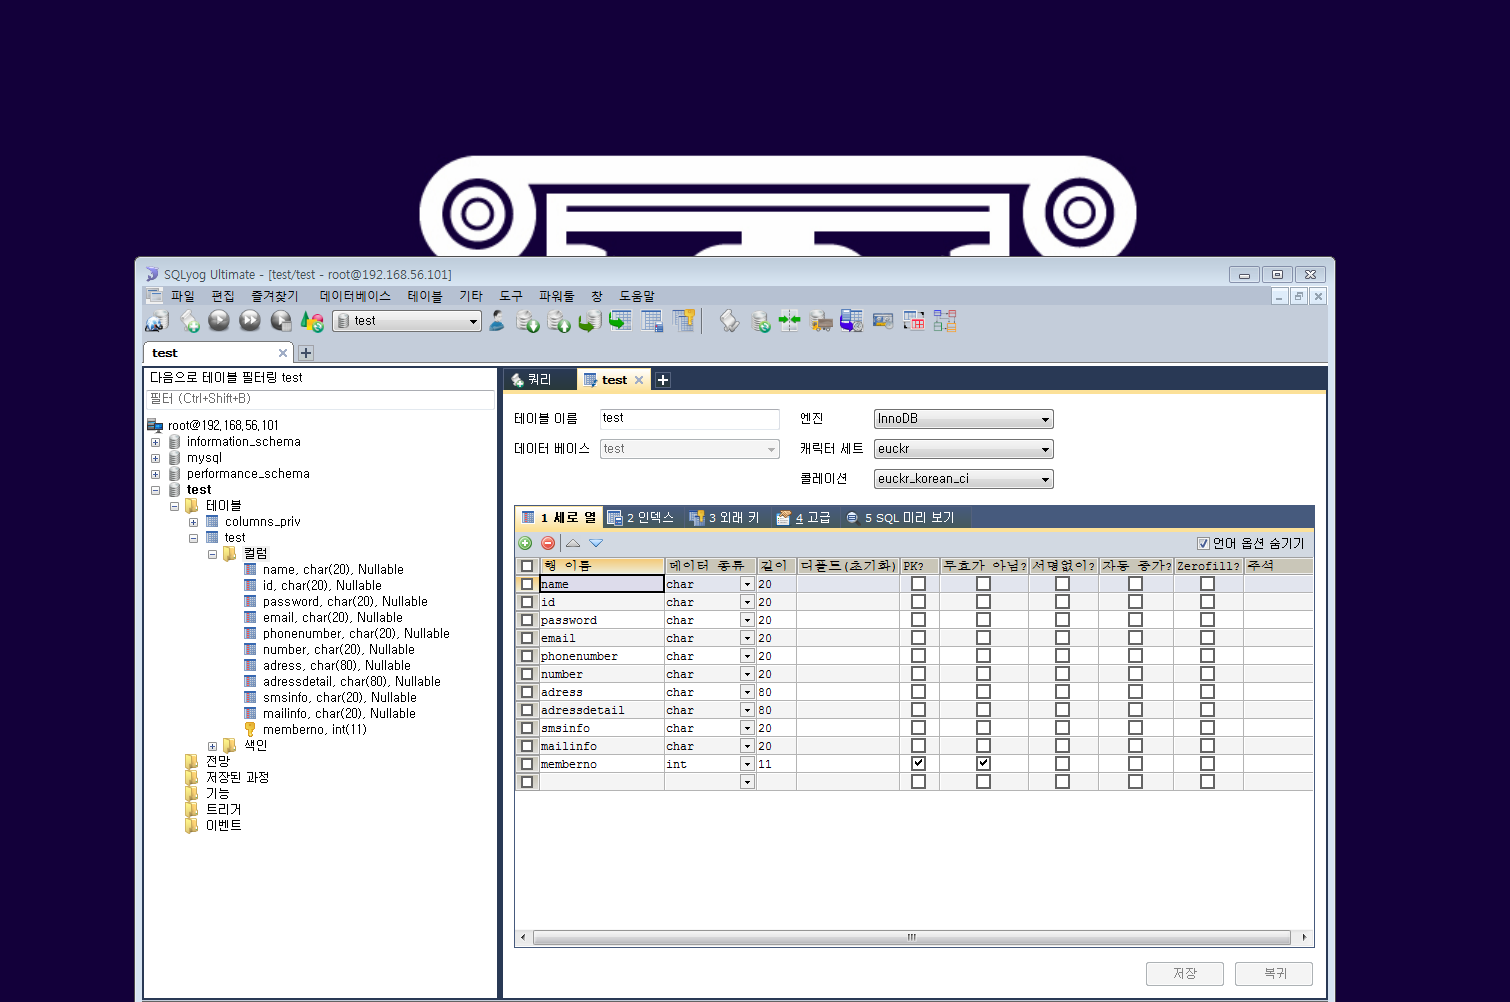 SQLyog Ultimate - [test/test - root@192.168.56.101]
파일 편집 즐겨찾기 데이터베이스 테이블 기타 도구 파워툴 창 도움말
test
test
다음으로 테이블 필터링 test
필터 (Ctrl+Shift+B)
root@192.168.56.101
information_schema
mysql
performance_schema
test
테이블
columns_priv
test
컬럼
name, char(20), Nullable
id, char(20), Nullable
password, char(20), Nullable
email, char(20), Nullable
phonenumber, char(20), Nullable
number, char(20), Nullable
adress, char(80), Nullable
adressdetail, char(80), Nullable
smsinfo, char(20), Nullable
mailinfo, char(20), Nullable
memberno, int(11)
색인
전망
저장된 과정
기능
트리거
이벤트
쿼리 test
테이블 이름 test 엔진 InnoDB
데이터 베이스 test 캐릭터 세트 euckr
콜레이션 euckr_korean_ci
1 세로 열 2 인덱스 3 외래 키 4 고급 5 SQL 미리 보기
언어 옵션 숨기기
행 이름 데이터 종류 길이 디폴트(초기화) PK? 무효가 아님? 서명없이? 자동 증가? Zerofill? 주석
name char 20
id char 20
password char 20
email char 20
phonenumber char 20
number char 20
adress char 80
adressdetail char 80
smsinfo char 20
mailinfo char 20
memberno int 11
저장 복귀